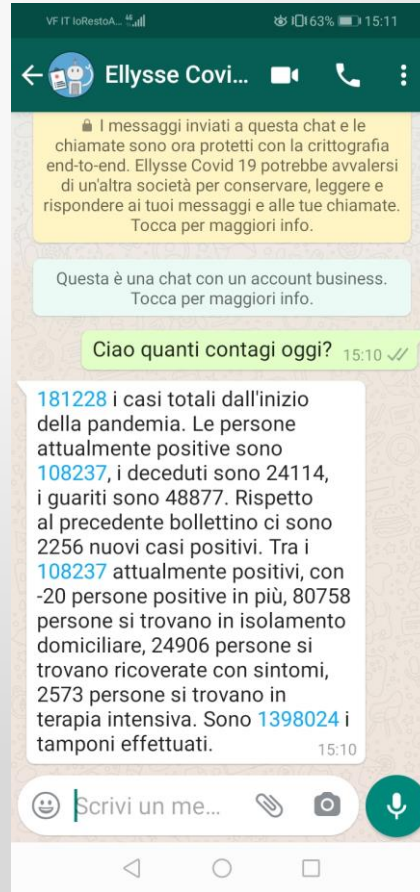 VF IT IoRestoA... 63% 15:11
Ellysse Covi...
I messaggi inviati a questa chat e le
chiamate sono ora protetti con la crittografia
end-to-end. Ellysse Covid 19 potrebbe avvalersi
di un'altra società per conservare, leggere e
rispondere ai tuoi messaggi e alle tue chiamate.
Tocca per maggiori info.
Questa è una chat con un account business.
Tocca per maggiori info.
Ciao quanti contagi oggi? 15:10
181228 i casi totali dall'inizio
della pandemia. Le persone
attualmente positive sono
108237, i deceduti sono 24114,
i guariti sono 48877. Rispetto
al precedente bollettino ci sono
2256 nuovi casi positivi. Tra i
108237 attualmente positivi, con
-20 persone positive in più, 80758
persone si trovano in isolamento
domiciliare, 24906 persone si
trovano ricoverate con sintomi,
2573 persone si trovano in
terapia intensiva. Sono 1398024 i
tamponi effettuati. 15:10
Scrivi un me...